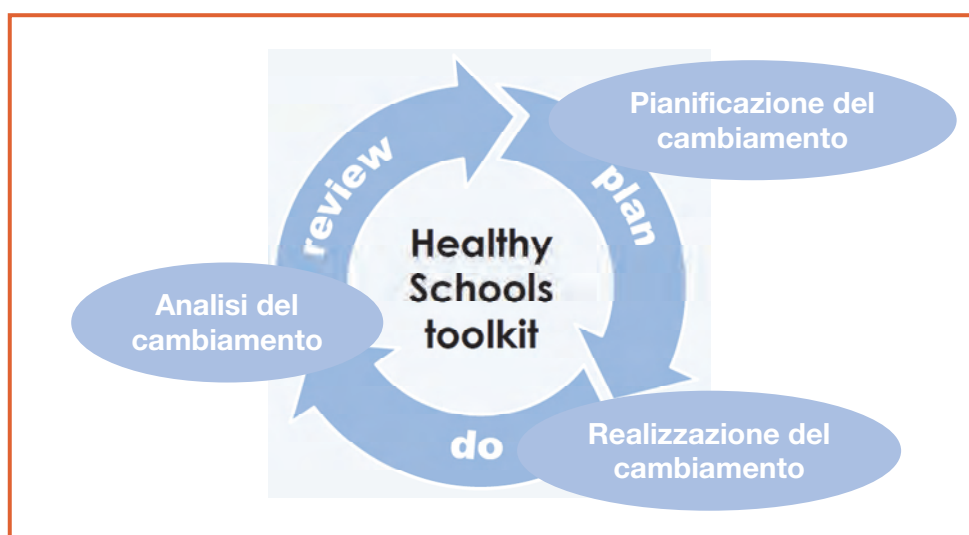 Pianificazione del
cambiamento
review
plan
Healthy
Schools
toolkit
Analisi del
cambiamento
do
Realizzazione del
cambiamento